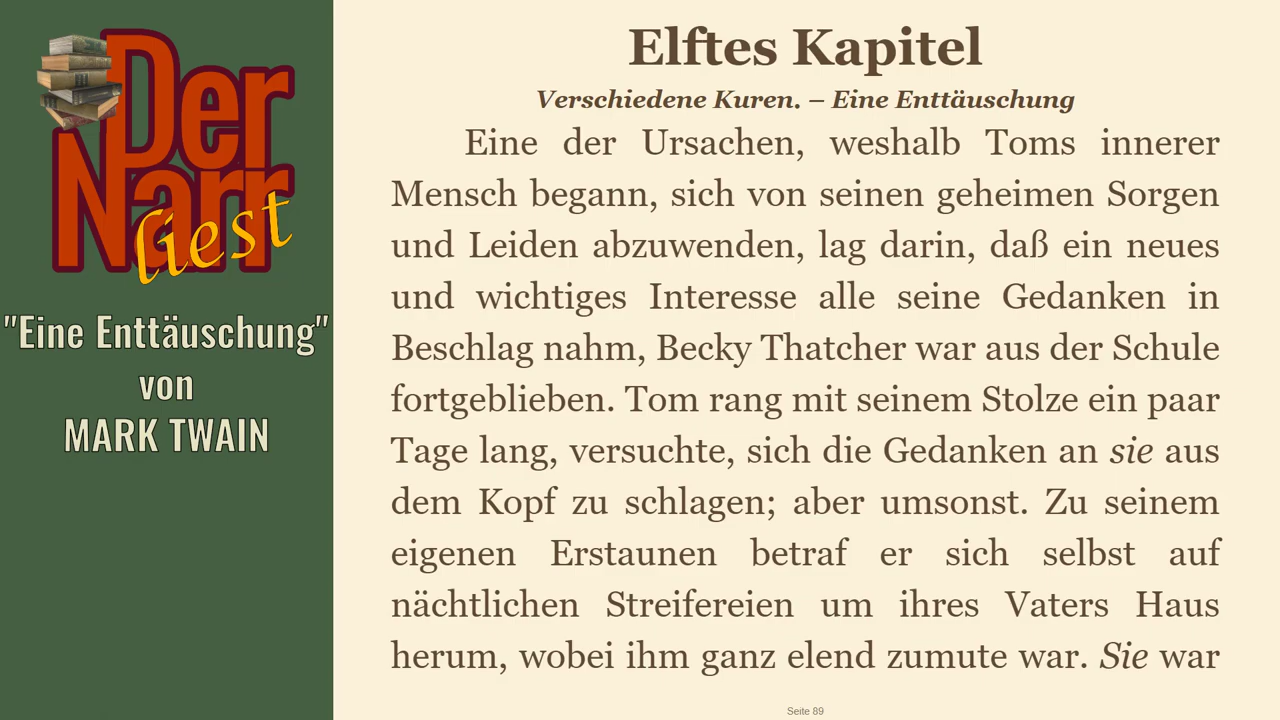 Der
Narr
liest
"Eine Enttäuschung"
von
MARK TWAIN
Elftes Kapitel
Verschiedene Kuren. – Eine Enttäuschung
Eine der Ursachen, weshalb Toms innerer
Mensch begann, sich von seinen geheimen Sorgen
und Leiden abzuwenden, lag darin, daß ein neues
und wichtiges Interesse alle seine Gedanken in
Beschlag nahm, Becky Thatcher war aus der Schule
fortgeblieben. Tom rang mit seinem Stolze ein paar
Tage lang, versuchte, sich die Gedanken an sie aus
dem Kopf zu schlagen; aber umsonst. Zu seinem
eigenen Erstaunen betraf er sich selbst auf
nächtlichen Streifereien um ihres Vaters Haus
herum, wobei ihm ganz elend zumute war. Sie war
Seite 89